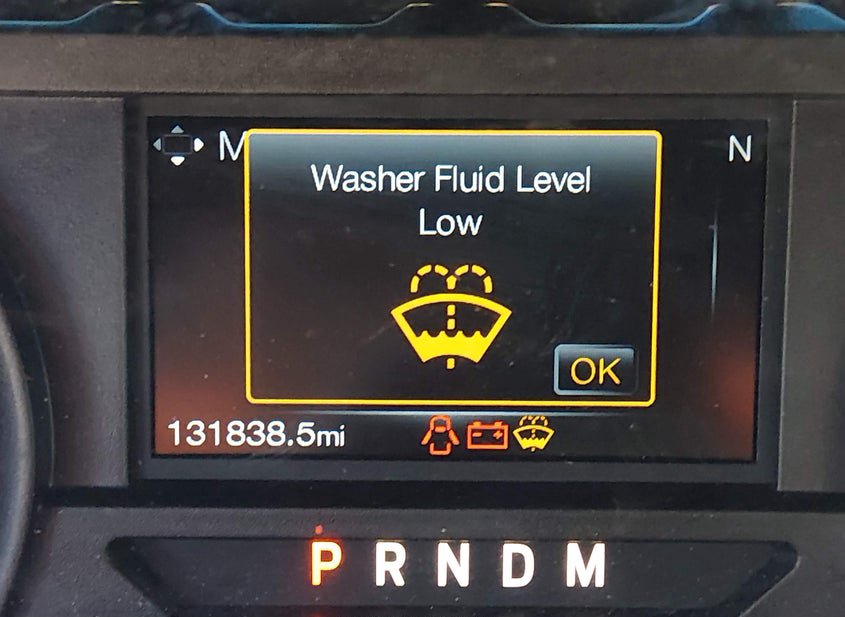 M
N
Washer Fluid Level
Low
OK
131838.5mi
P R N D M